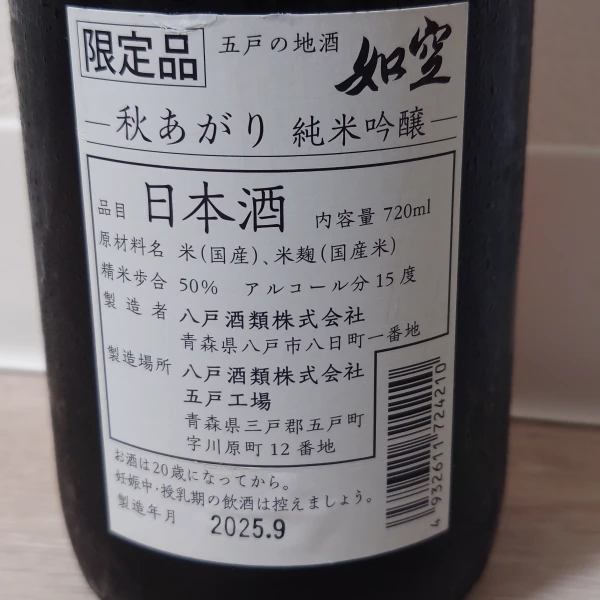 限定品 五戸の地酒 如空
秋あがり 純米吟醸
品目 日本酒 内容量 720ml
原材料名 米(国産)、米麹(国産米)
精米歩合 50% アルコール分 15度
製造者 八戸酒類株式会社
青森県八戸市八日町一番地
製造場所 八戸酒類株式会社
五戸工場
青森県三戸郡五戸町
字川原町12番地
お酒は20歳になってから。
妊娠中・授乳期の飲酒は控えましょう。
製造年月 2025.9
4932611724210